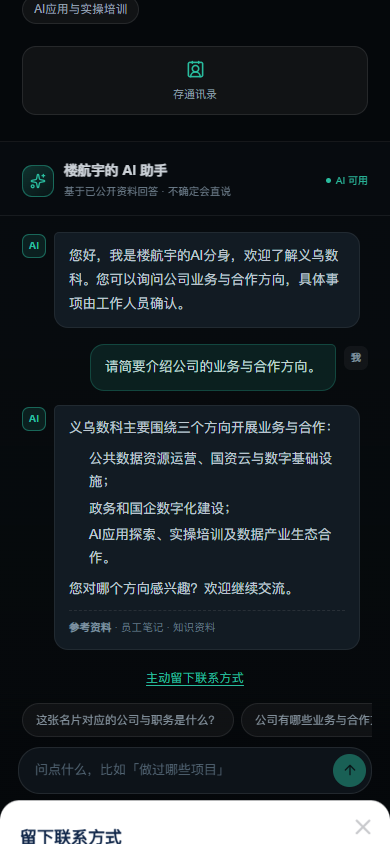 AI应用与实操培训
存通讯录
楼航宇的 AI 助手
基于已公开资料回答 · 不确定会直说
AI 可用
AI
您好，我是楼航宇的AI分身，欢迎了解义乌数
科。您可以询问公司业务与合作方向，具体事
项由工作人员确认。
请简要介绍公司的业务与合作方向。
我
AI
义乌数科主要围绕三个方向开展业务与合作：
公共数据资源运营、国资云与数字基础设
施；
政务和国企数字化建设；
AI应用探索、实操培训及数据产业生态合
作。
您对哪个方向感兴趣？欢迎继续交流。
参考资料 · 员工笔记 · 知识资料
主动留下联系方式
这张名片对应的公司与职务是什么？
公司有哪些业务与合作
问点什么，比如「做过哪些项目」
留下联系方式